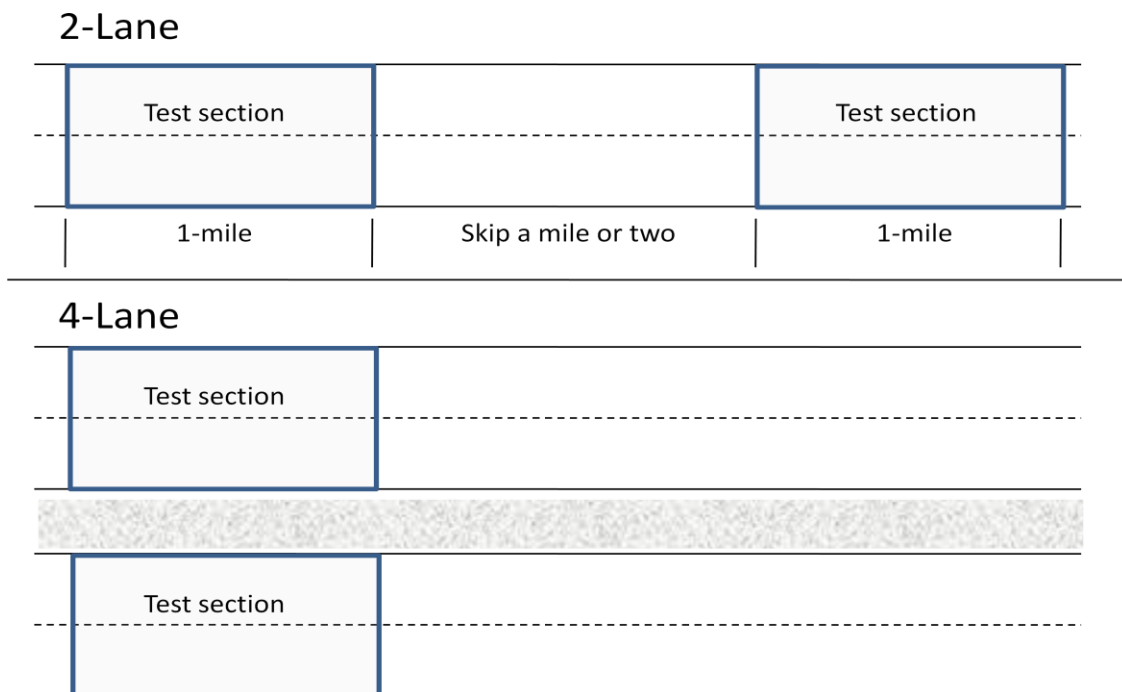 2-Lane
Test section Test section
1-mile Skip a mile or two 1-mile
4-Lane
Test section
Test section